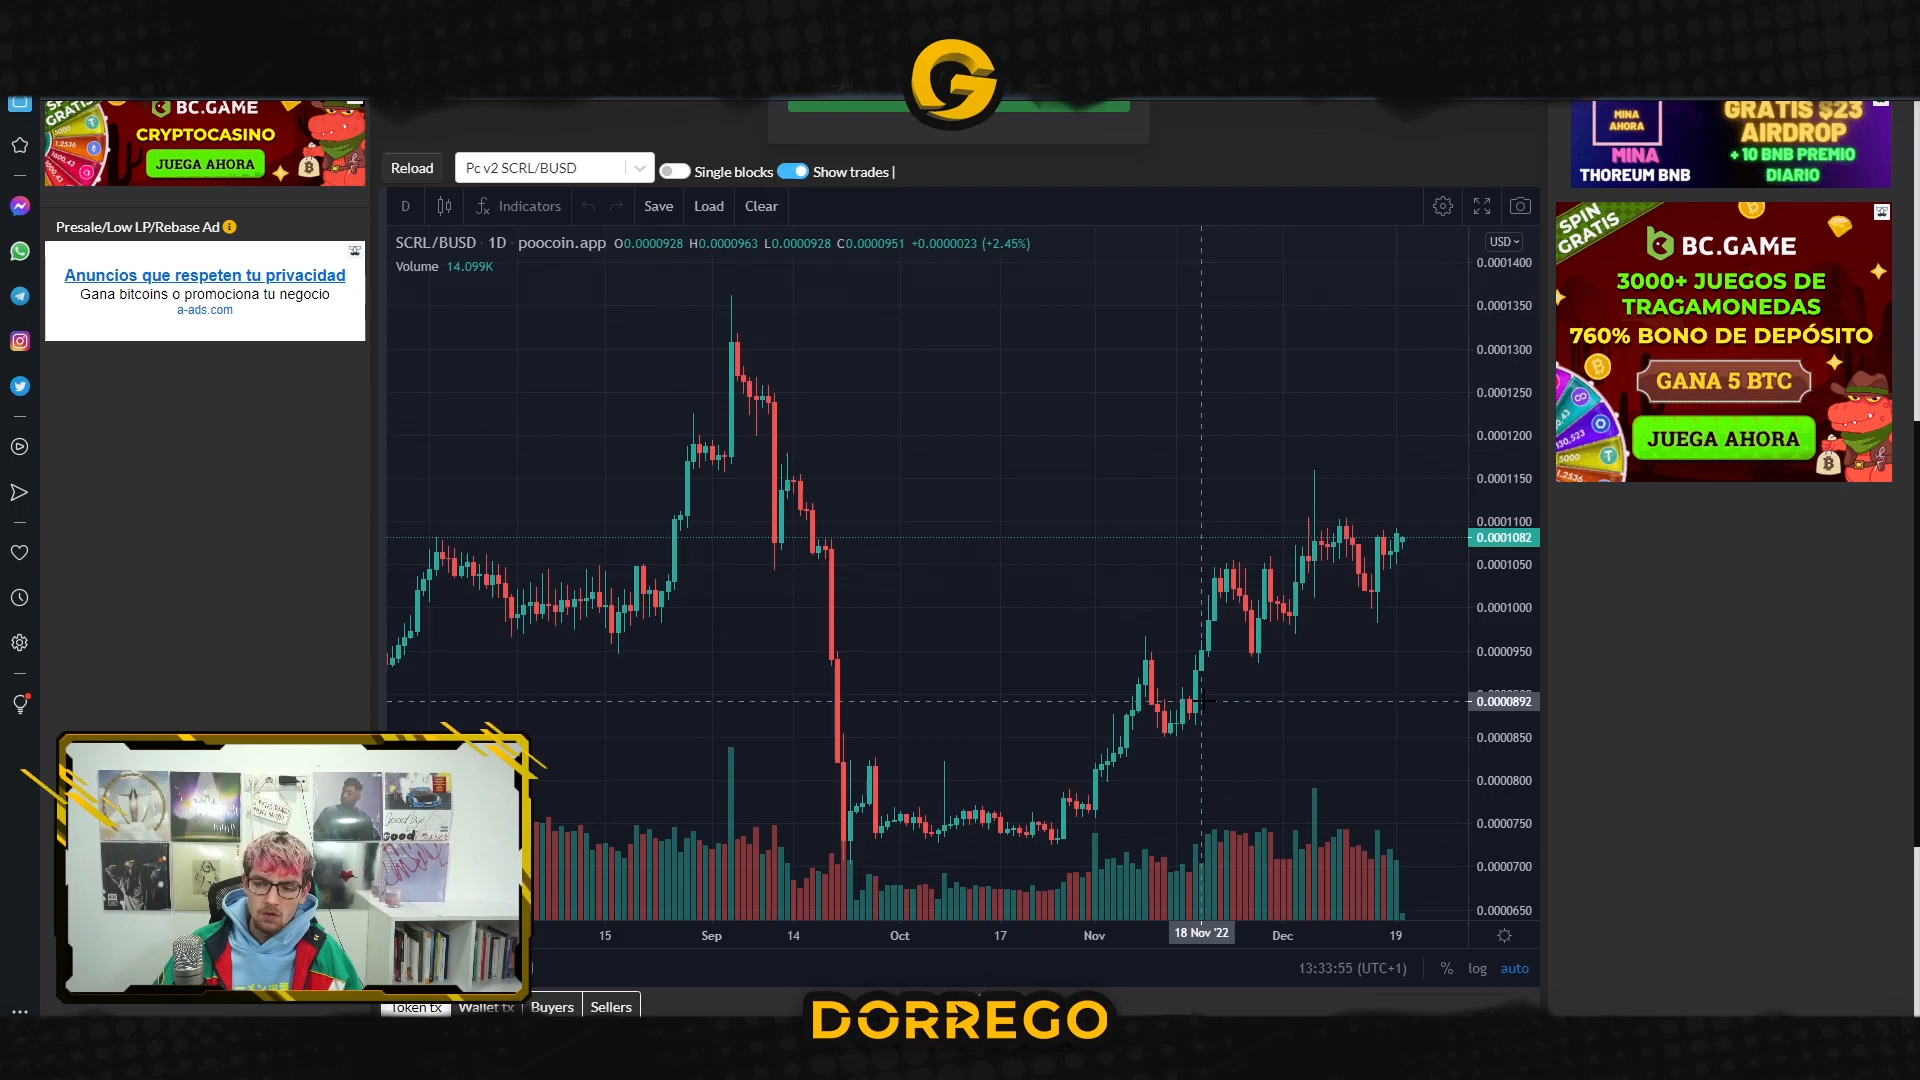 SPIN GRATIS
BC.GAME
CRYPTOCASINO
JUEGA AHORA
Presale/Low LP/Rebase Ad
Anuncios que respeten tu privacidad
Gana bitcoins o promociona tu negocio
a-ads.com
Reload
Pc v2 SCRL/BUSD
Single blocks
Show trades |
D
Indicators
Save
Load
Clear
SCRL/BUSD · 1D · poocoin.app O0.0000928 H0.0000963 L0.0000928 C0.0000951 +0.0000023 (+2.45%)
Volume 14.099K
USD
0.0001400
0.0001350
0.0001300
0.0001250
0.0001200
0.0001150
0.0001100
0.0001082
0.0001050
0.0001000
0.0000950
0.0000892
0.0000850
0.0000800
0.0000750
0.0000700
0.0000650
15
Sep
14
Oct
17
Nov
18 Nov '22
Dec
19
13:33:55 (UTC+1)
%
log
auto
Token tx
Wallet tx
Buyers
Sellers
MINA AHORA
MINA
THOREUM BNB
GRATIS $23
AIRDROP
+ 10 BNB PREMIO
DIARIO
SPIN GRATIS
BC.GAME
3000+ JUEGOS DE
TRAGAMONEDAS
760% BONO DE DEPÓSITO
GANA 5 BTC
JUEGA AHORA
DORREGO